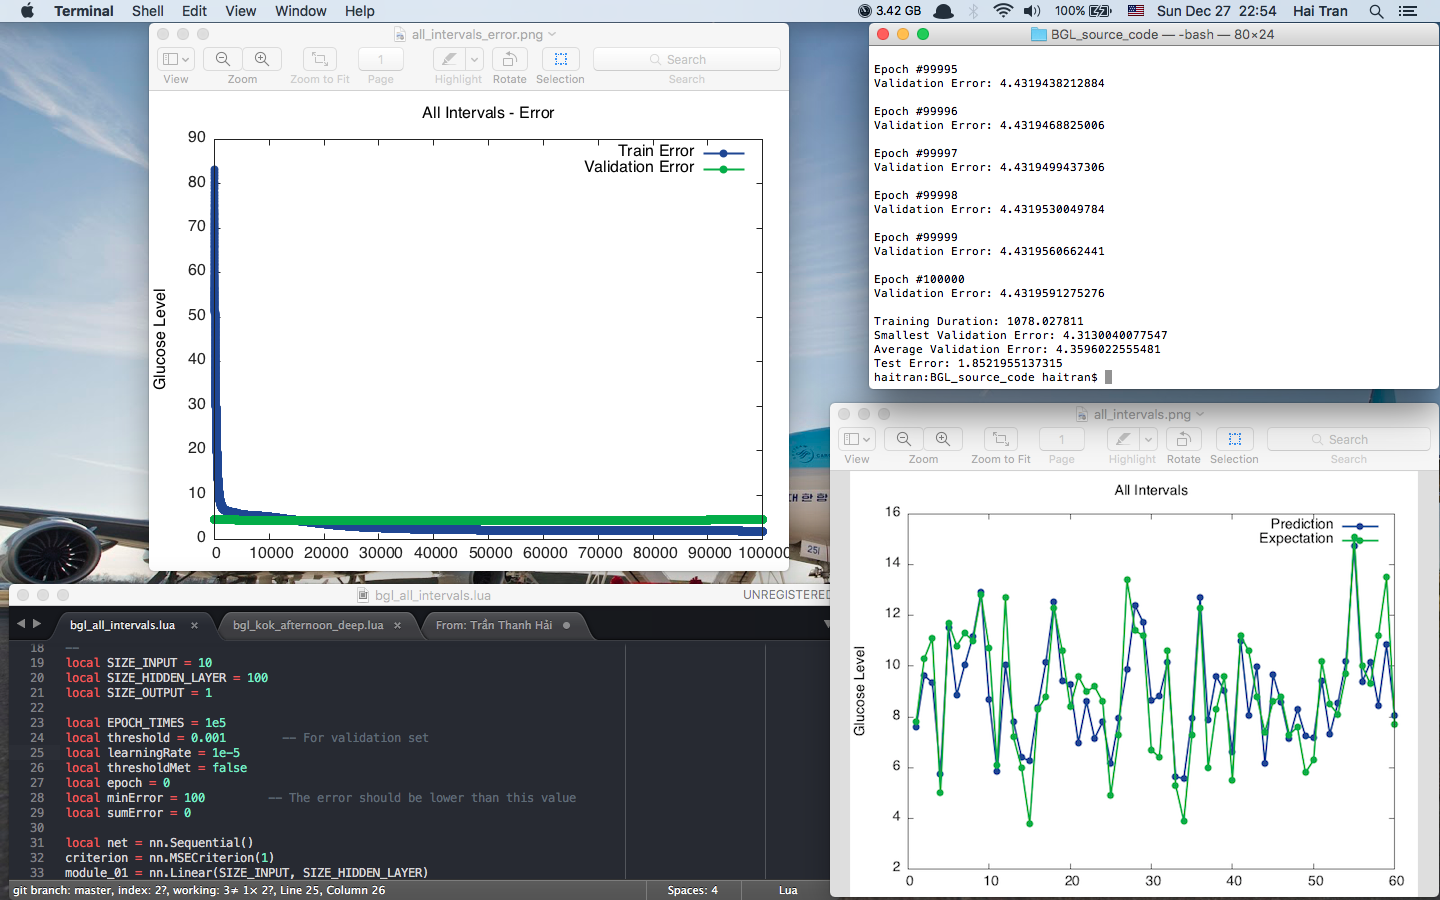 Terminal Shell Edit View Window Help 3.42 GB 100% Sun Dec 27 22:54 Hai Tran
all_intervals_error.png
1 Search
View Zoom Zoom to Fit Page Highlight Rotate Selection Search
All Intervals - Error
90
80
70
60
50
40
30
20
10
0
Glucose Level
Train Error
Validation Error
0 10000 20000 30000 40000 50000 60000 70000 80000 90000 100000
BGL_source_code — -bash — 80×24
Epoch #99995
Validation Error: 4.4319438212884
Epoch #99996
Validation Error: 4.4319468825006
Epoch #99997
Validation Error: 4.4319499437306
Epoch #99998
Validation Error: 4.4319530049784
Epoch #99999
Validation Error: 4.4319560662441
Epoch #100000
Validation Error: 4.4319591275276
Training Duration: 1078.027811
Smallest Validation Error: 4.3130040077547
Average Validation Error: 4.3596022555481
Test Error: 1.8521955137315
haitran:BGL_source_code haitran$
대한항
251
bgl_all_intervals.lua UNREGISTERED
bgl_all_intervals.lua × bgl_kok_afternoon_deep.lua × From: Trần Thanh Hải
18 --
19 local SIZE_INPUT = 10
20 local SIZE_HIDDEN_LAYER = 100
21 local SIZE_OUTPUT = 1
22
23 local EPOCH_TIMES = 1e5
24 local threshold = 0.001 -- For validation set
25 local learningRate = 1e-5
26 local thresholdMet = false
27 local epoch = 0
28 local minError = 100 -- The error should be lower than this value
29 local sumError = 0
30
31 local net = nn.Sequential()
32 criterion = nn.MSECriterion(1)
33 module_01 = nn.Linear(SIZE_INPUT, SIZE_HIDDEN_LAYER)
git branch: master, index: 2?, working: 3≠ 1× 2?, Line 25, Column 26 Spaces: 4 Lua
all_intervals.png
1 Search
View Zoom Zoom to Fit Page Highlight Rotate Selection Search
All Intervals
16
14
12
10
8
6
4
2
Glucose Level
Prediction
Expectation
0 10 20 30 40 50 60